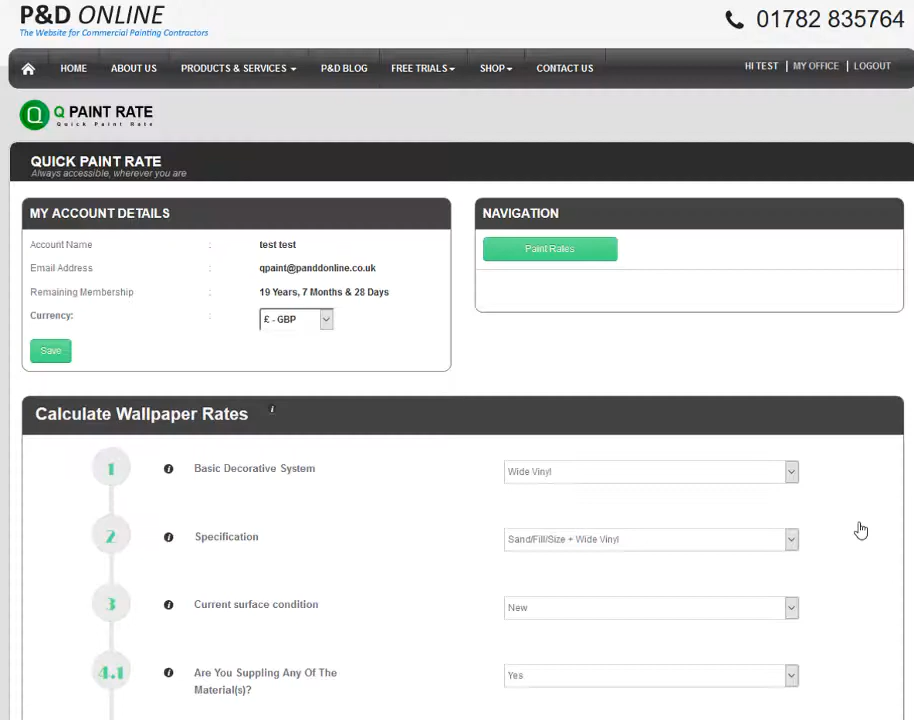 P&D ONLINE
The Website for Commercial Painting Contractors
01782 835764
HOME ABOUT US PRODUCTS & SERVICES P&D BLOG FREE TRIALS SHOP CONTACT US HI TEST | MY OFFICE | LOGOUT
Q Q PAINT RATE
Quick Paint Rate
QUICK PAINT RATE
Always accessible, wherever you are
MY ACCOUNT DETAILS
Account Name : test test
Email Address : qpaint@panddonline.co.uk
Remaining Membership : 19 Years, 7 Months & 28 Days
Currency: : £ - GBP
Save
NAVIGATION
Paint Rates
Calculate Wallpaper Rates i
1 i Basic Decorative System Wide Vinyl
2 i Specification Sand/Fill/Size + Wide Vinyl
3 i Current surface condition New
4.1 i Are You Suppling Any Of The Yes
Material(s)?